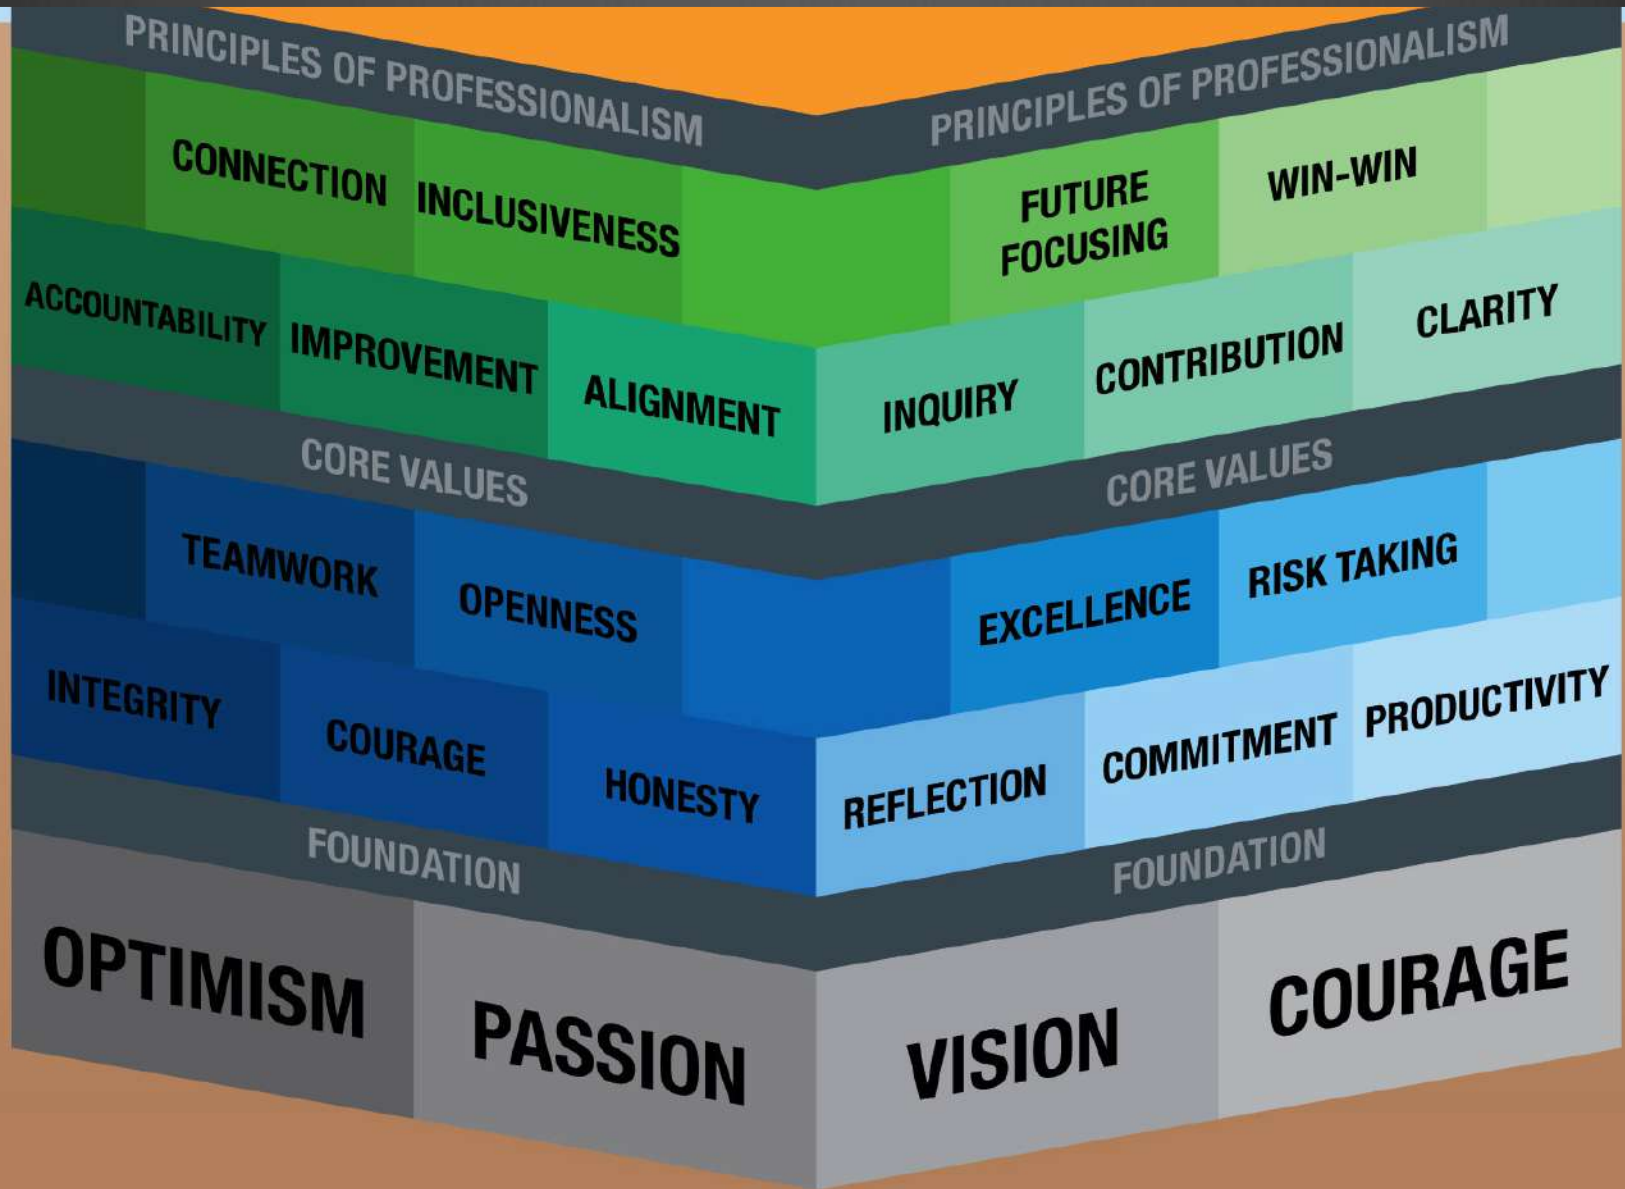 PRINCIPLES OF PROFESSIONALISM
PRINCIPLES OF PROFESSIONALISM
CONNECTION
INCLUSIVENESS
FUTURE
FOCUSING
WIN-WIN
ACCOUNTABILITY
IMPROVEMENT
ALIGNMENT
INQUIRY
CONTRIBUTION
CLARITY
CORE VALUES
CORE VALUES
TEAMWORK
OPENNESS
EXCELLENCE
RISK TAKING
INTEGRITY
COURAGE
HONESTY
REFLECTION
COMMITMENT
PRODUCTIVITY
FOUNDATION
FOUNDATION
OPTIMISM
PASSION
VISION
COURAGE